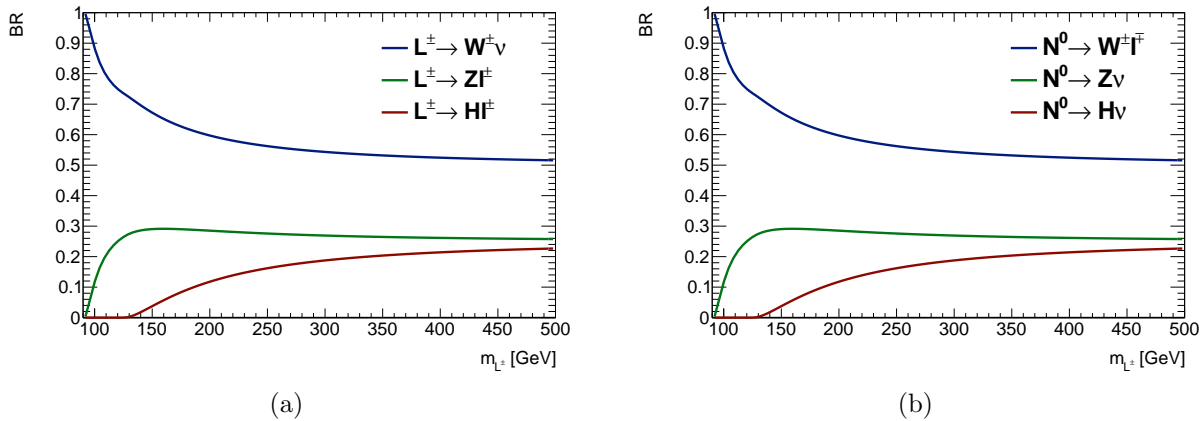 BR
1
0.9
0.8
0.7
0.6
0.5
0.4
0.3
0.2
0.1
0
L± → W±ν
L± → Zl±
L± → Hl±
100 150 200 250 300 350 400 450 500
m_L± [GeV]
(a)
BR
1
0.9
0.8
0.7
0.6
0.5
0.4
0.3
0.2
0.1
0
N⁰ → W±l∓
N⁰ → Zν
N⁰ → Hν
100 150 200 250 300 350 400 450 500
m_L± [GeV]
(b)